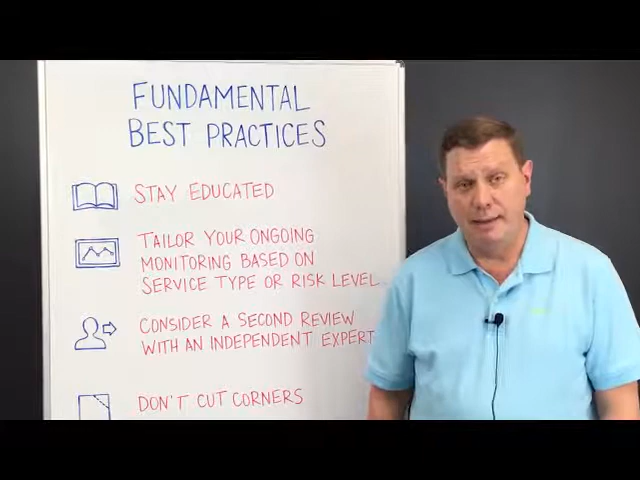 FUNDAMENTAL
BEST PRACTICES
STAY EDUCATED
TAILOR YOUR ONGOING
MONITORING BASED ON
SERVICE TYPE OR RISK LEVEL
CONSIDER A SECOND REVIEW
WITH AN INDEPENDENT EXPERT
DON'T CUT CORNERS